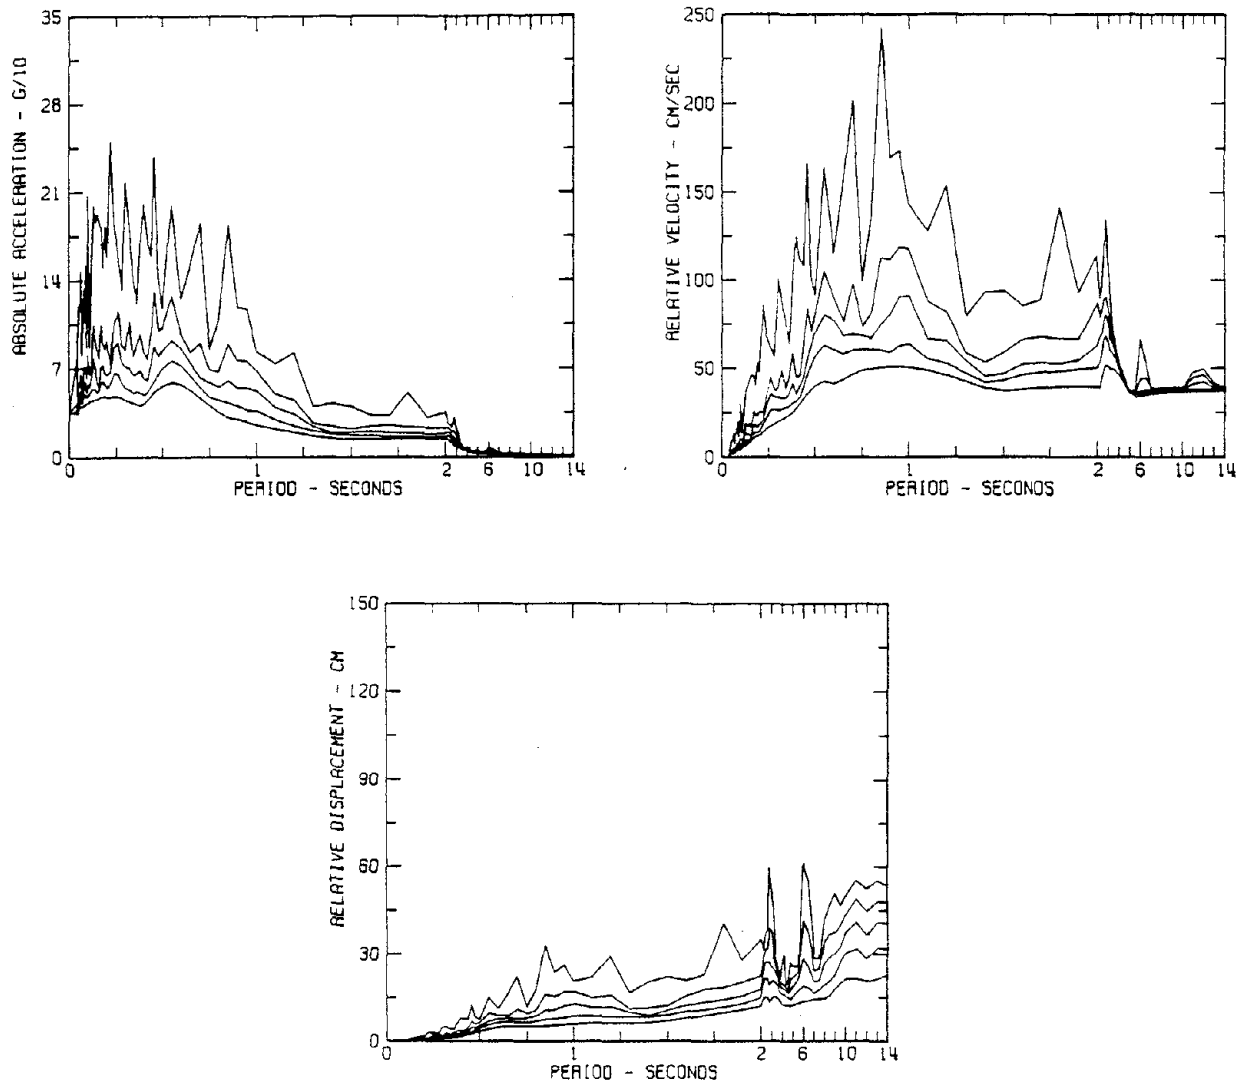 35
28
21
14
7
0
ABSOLUTE ACCELERATION - G/10
0 1 2 6 10 14
PERIOD - SECONDS
250
200
150
100
50
0
RELATIVE VELOCITY - CM/SEC
0 1 2 6 10 14
PERIOD - SECONDS
150
120
90
60
30
0
RELATIVE DISPLACEMENT - CM
0 1 2 6 10 14
PERIOD - SECONDS